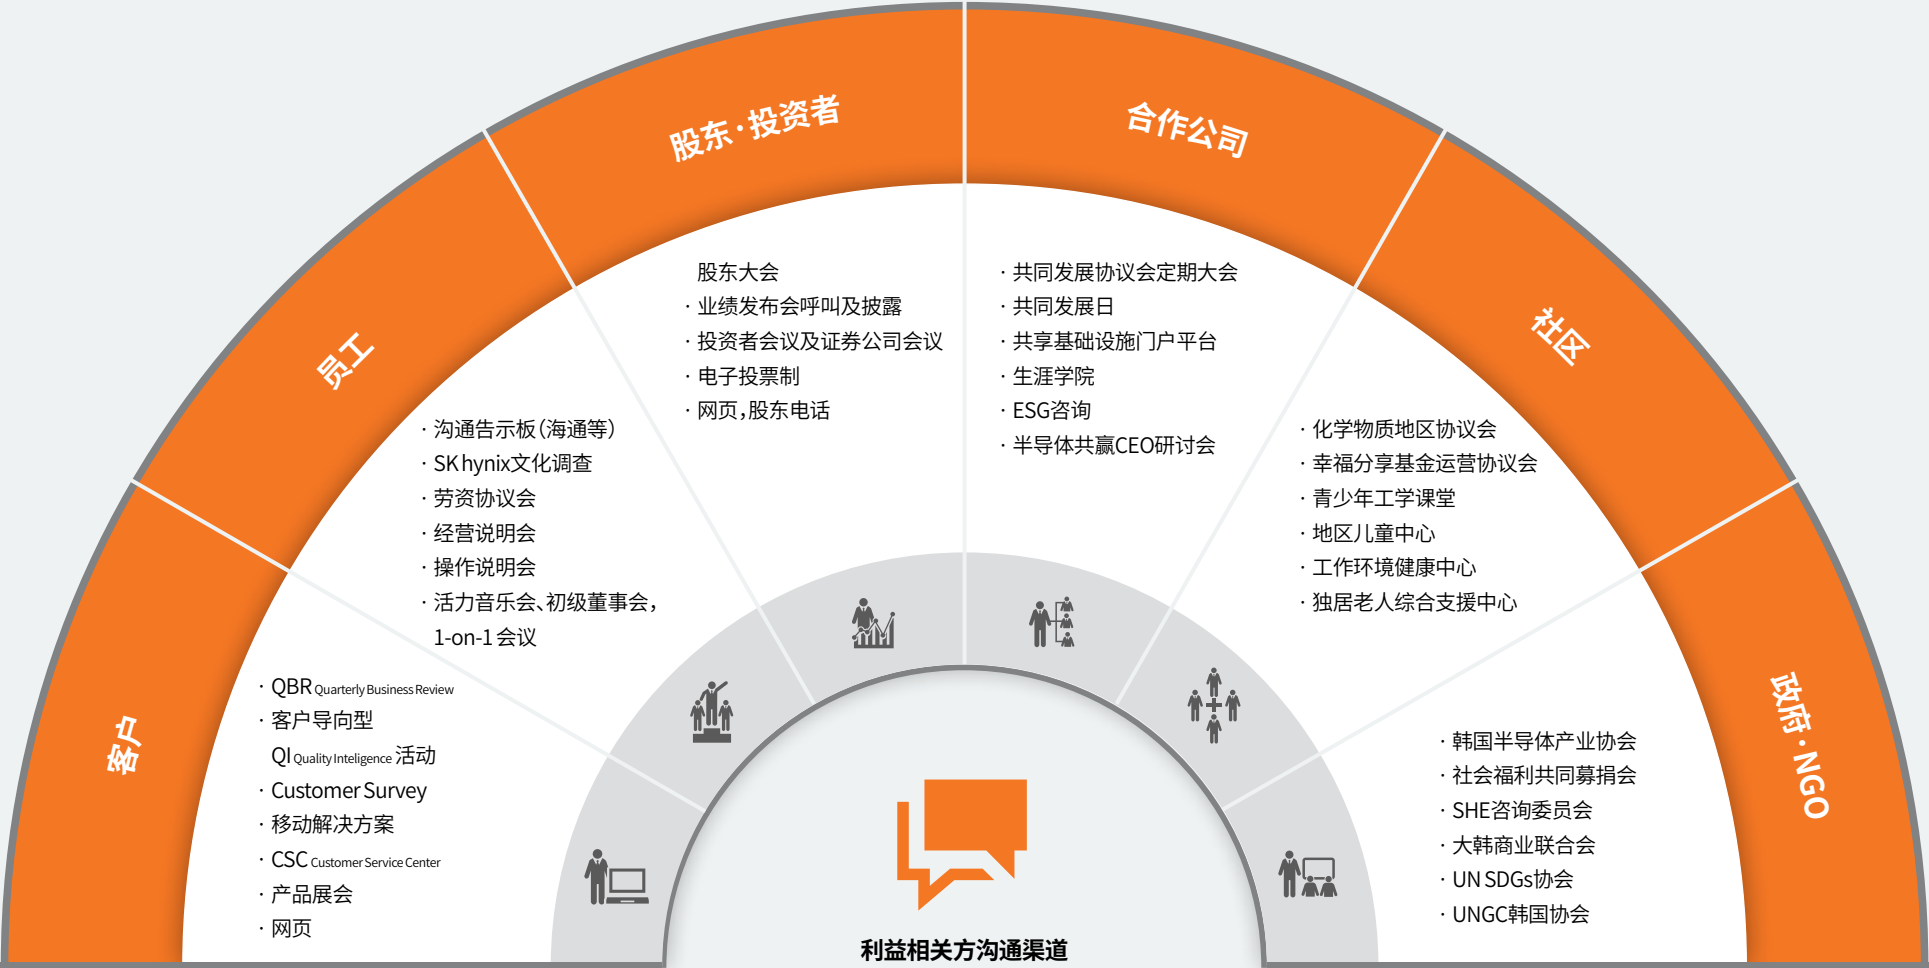 客户
· QBR Quarterly Business Review
· 客户导向型
QI Quality Inteligence 活动
· Customer Survey
· 移动解决方案
· CSC Customer Service Center
· 产品展会
· 网页
员工
· 沟通告示板（海通等）
· SK hynix文化调查
· 劳资协议会
· 经营说明会
· 操作说明会
· 活力音乐会、初级董事会，
1-on-1 会议
股东·投资者
股东大会
· 业绩发布会呼叫及披露
· 投资者会议及证券公司会议
· 电子投票制
· 网页，股东电话
合作公司
· 共同发展协议会定期大会
· 共同发展日
· 共享基础设施门户平台
· 生涯学院
· ESG咨询
· 半导体共赢CEO研讨会
社区
· 化学物质地区协议会
· 幸福分享基金运营协议会
· 青少年工学课堂
· 地区儿童中心
· 工作环境健康中心
· 独居老人综合支援中心
政府·NGO
· 韩国半导体产业协会
· 社会福利共同募捐会
· SHE咨询委员会
· 大韩商业联合会
· UN SDGs协会
· UNGC韩国协会
利益相关方沟通渠道